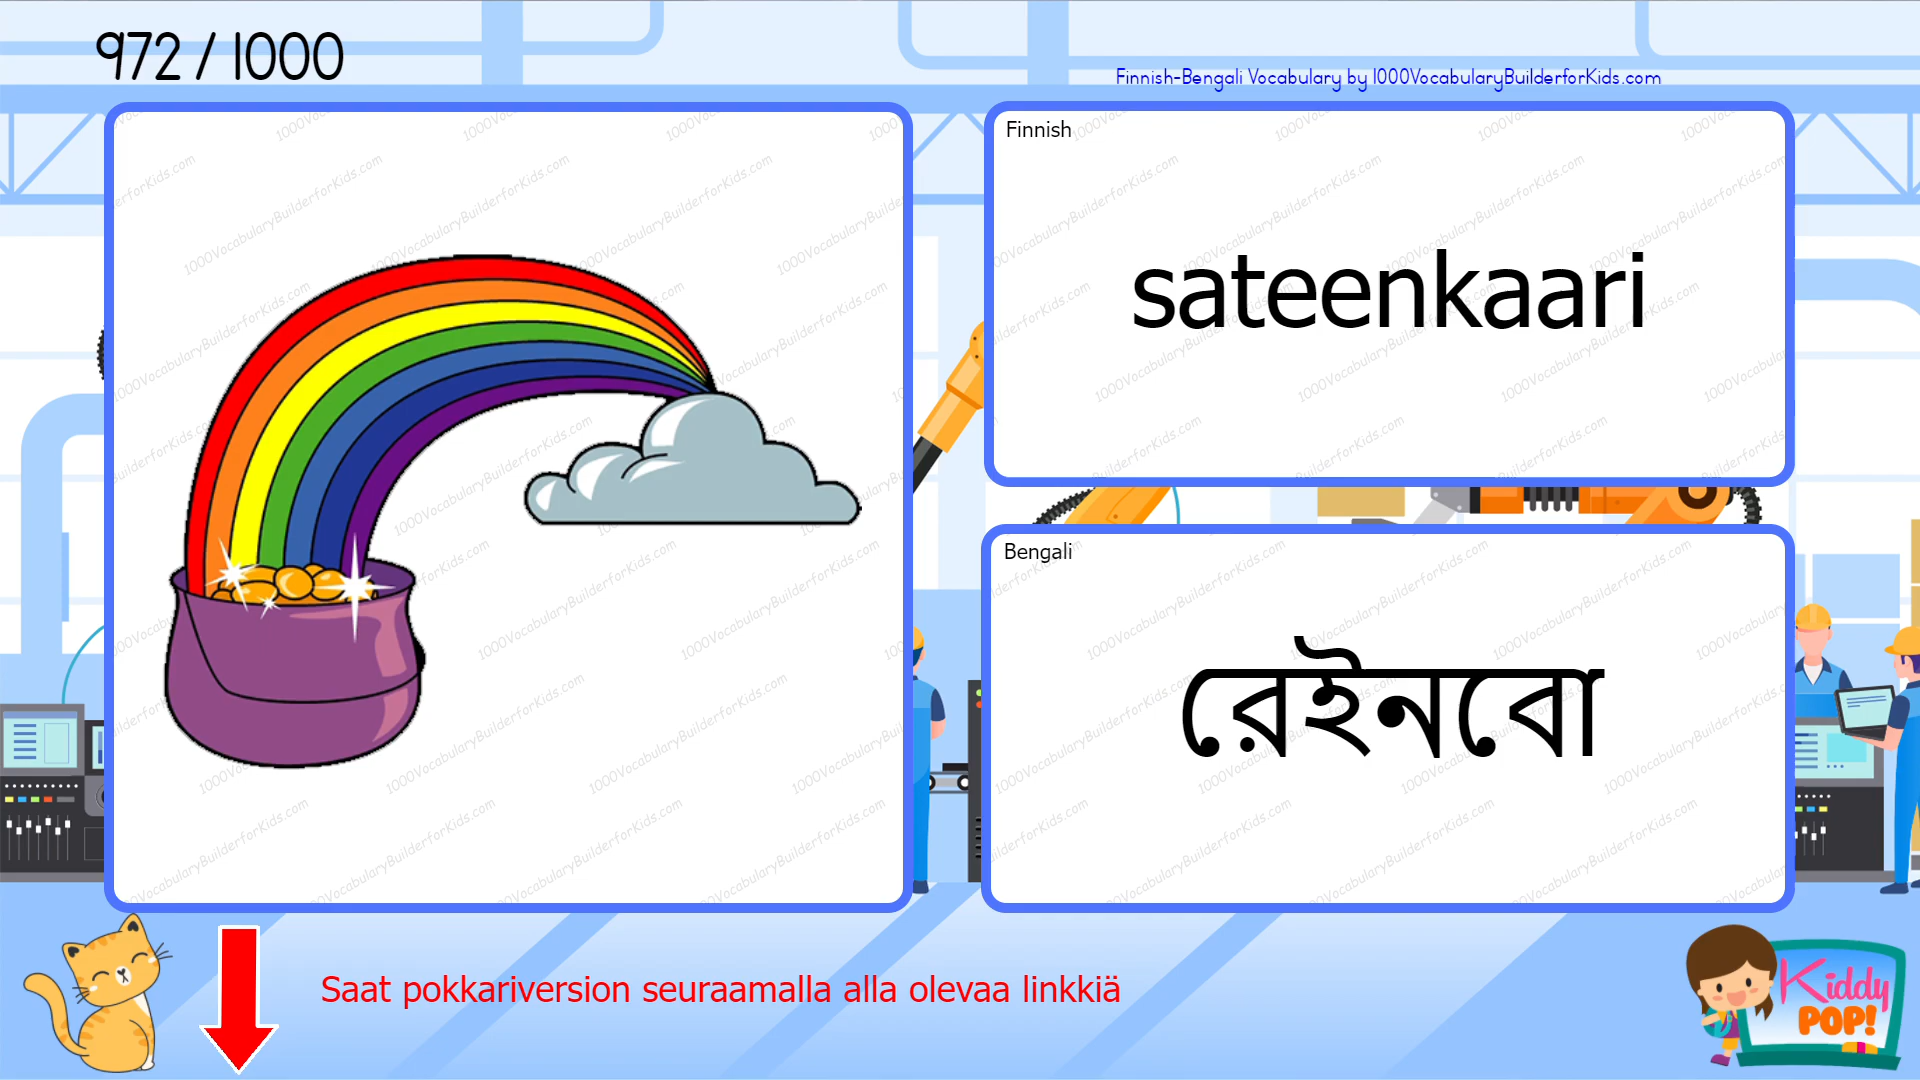 972 / 1000
Finnish-Bengali Vocabulary by 1000VocabularyBuilderforKids.com
Finnish
sateenkaari
Bengali
রেইনবো
Saat pokkariversion seuraamalla alla olevaa linkkiä
Kiddy
POP!